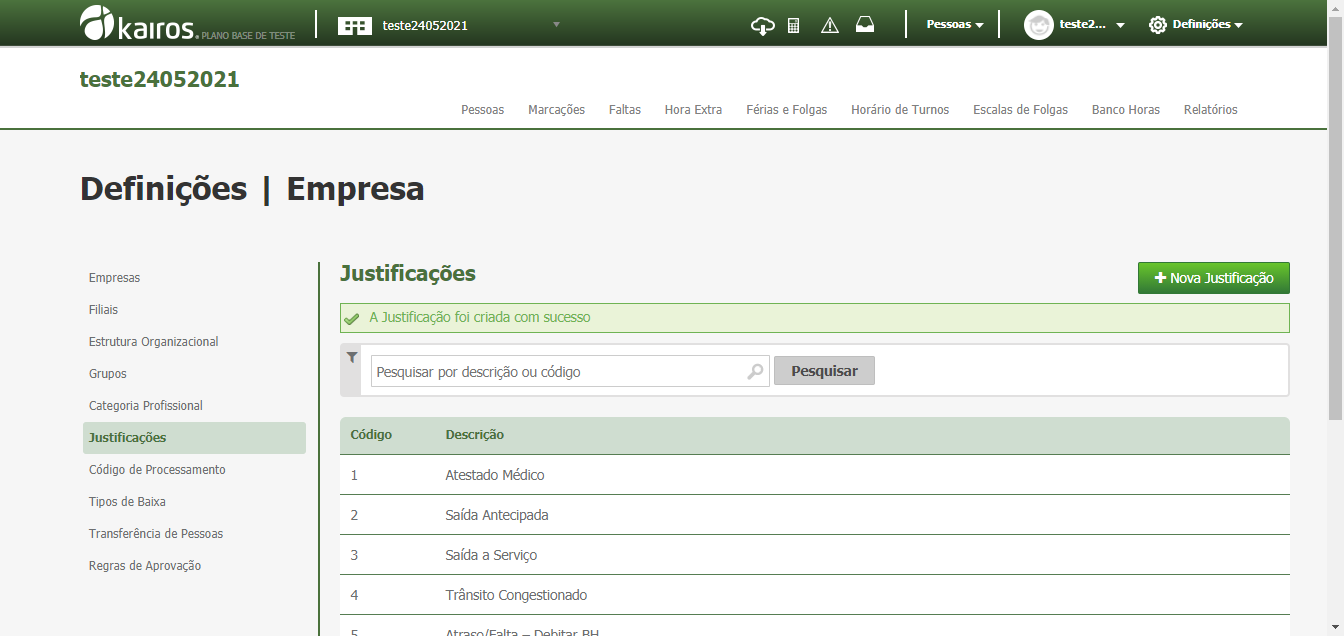 kairos. PLANO BASE DE TESTE
teste24052021
Pessoas
teste2...
Definições
teste24052021
Pessoas Marcações Faltas Hora Extra Férias e Folgas Horário de Turnos Escalas de Folgas Banco Horas Relatórios
Definições | Empresa
Empresas
Filiais
Estrutura Organizacional
Grupos
Categoria Profissional
Justificações
Código de Processamento
Tipos de Baixa
Transferência de Pessoas
Regras de Aprovação
Justificações
+ Nova Justificação
A Justificação foi criada com sucesso
Pesquisar por descrição ou código
Pesquisar
Código Descrição
1 Atestado Médico
2 Saída Antecipada
3 Saída a Serviço
4 Trânsito Congestionado
5 Atraso/Falta – Debitar BH